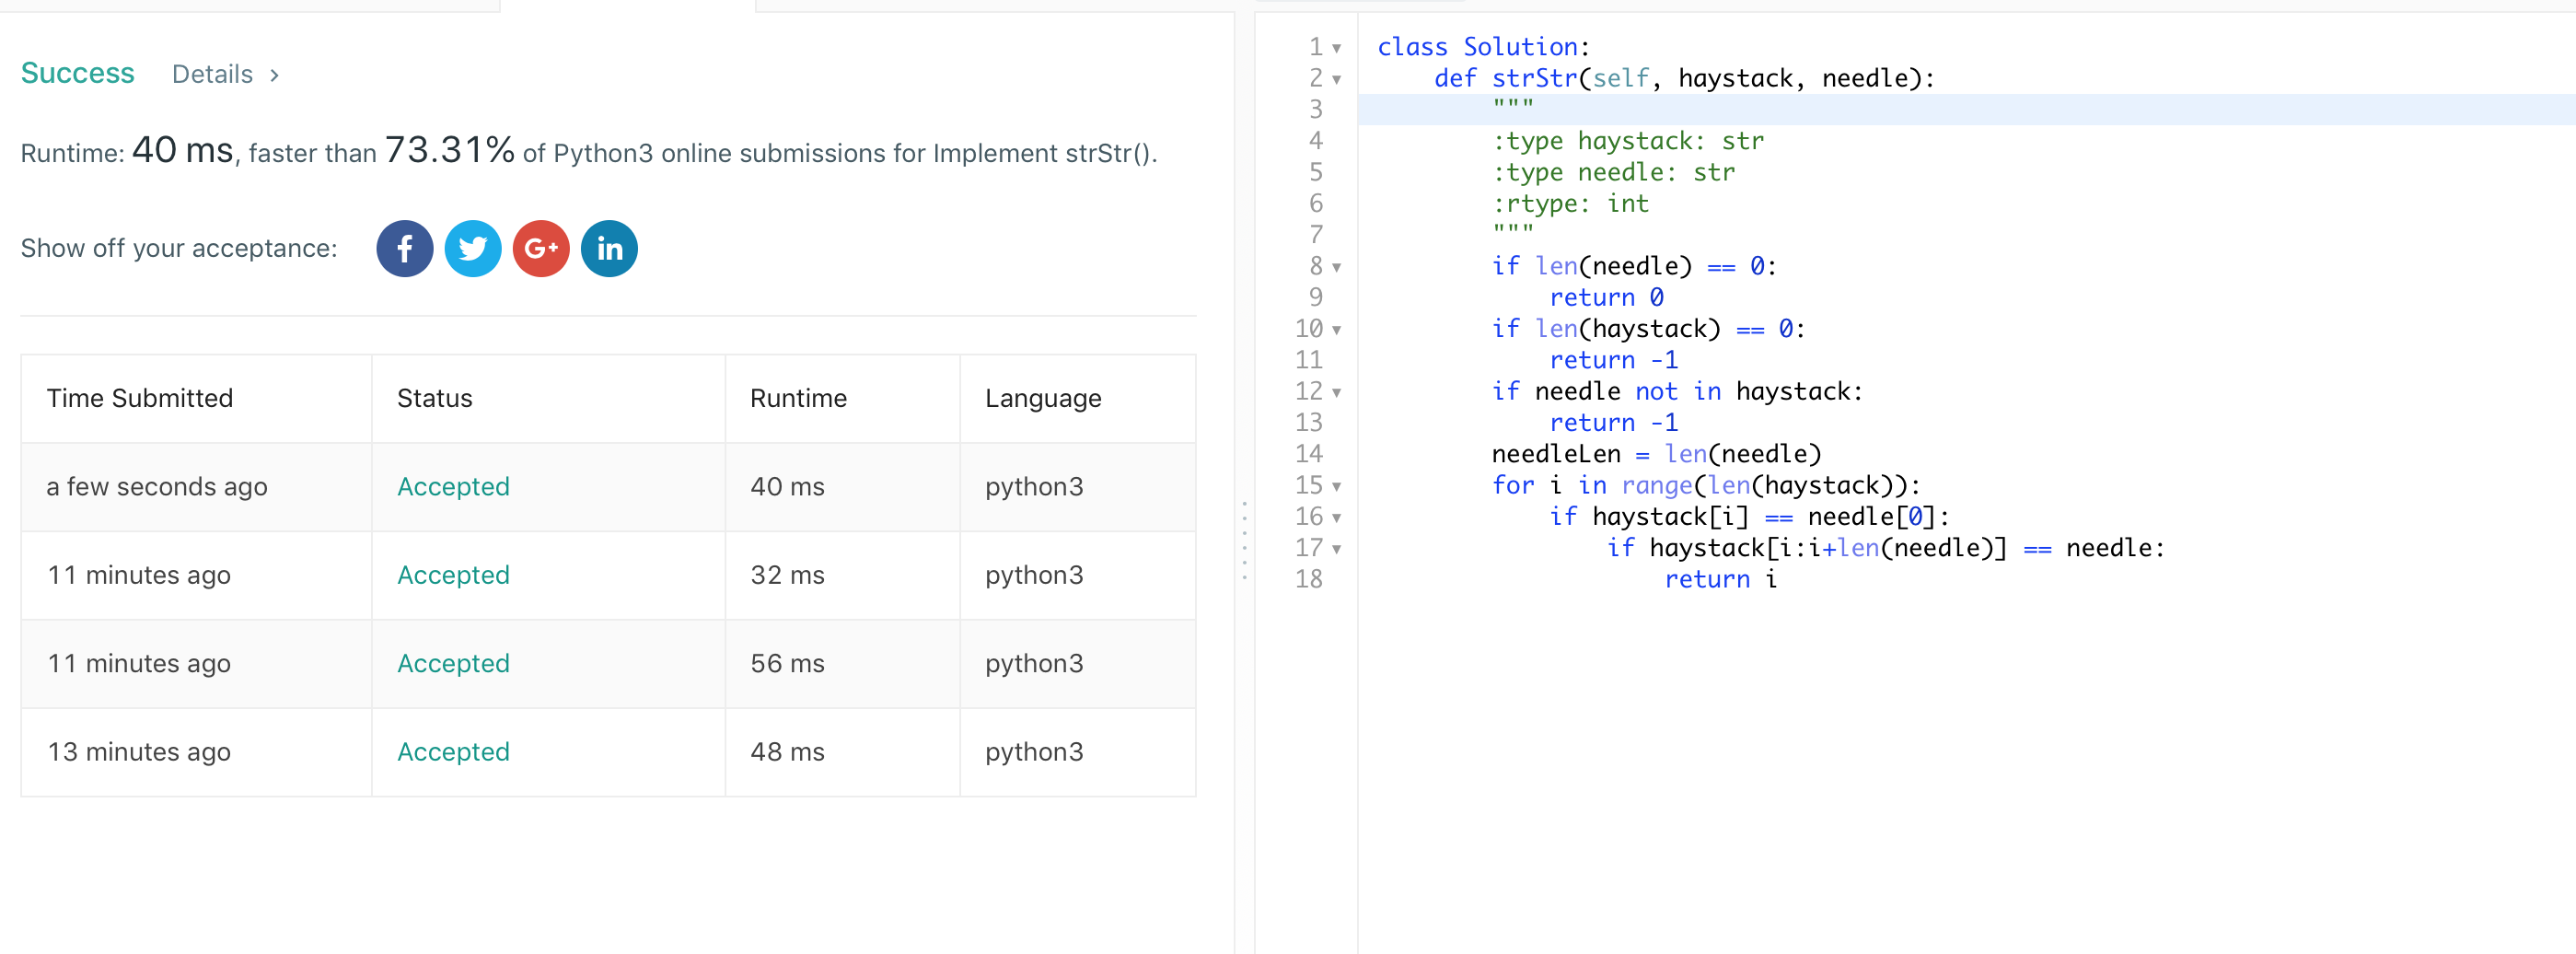 Success Details >
Runtime: 40 ms, faster than 73.31% of Python3 online submissions for Implement strStr().
Show off your acceptance:
f G+ in
Time Submitted Status Runtime Language
a few seconds ago Accepted 40 ms python3
11 minutes ago Accepted 32 ms python3
11 minutes ago Accepted 56 ms python3
13 minutes ago Accepted 48 ms python3
1 class Solution:
2     def strStr(self, haystack, needle):
3         """
4         :type haystack: str
5         :type needle: str
6         :rtype: int
7         """
8         if len(needle) == 0:
9             return 0
10         if len(haystack) == 0:
11             return -1
12         if needle not in haystack:
13             return -1
14         needleLen = len(needle)
15         for i in range(len(haystack)):
16             if haystack[i] == needle[0]:
17                 if haystack[i:i+len(needle)] == needle:
18                     return i